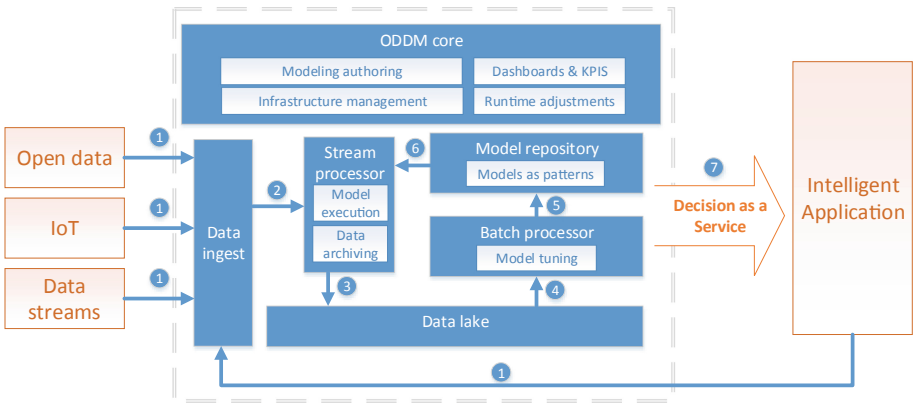 ODDM core
Modeling authoring
Dashboards & KPIS
Infrastructure management
Runtime adjustments
1
Open data
1
IoT
1
Data
streams
Data
ingest
2
Stream
processor
Model
execution
Data
archiving
3
6
Model repository
Models as patterns
5
Batch processor
Model tuning
4
Data lake
7
Decision as a
Service
Intelligent
Application
1